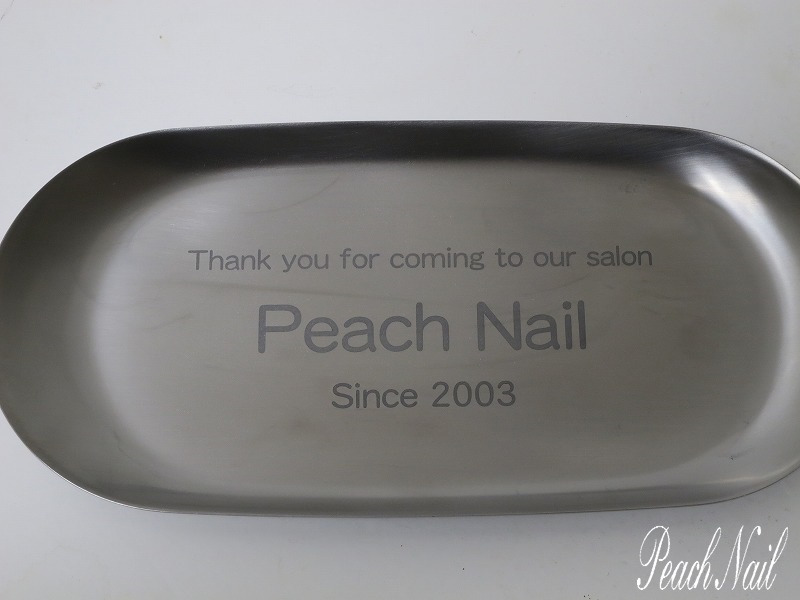 Thank you for coming to our salon
Peach Nail
Since 2003
Peach Nail